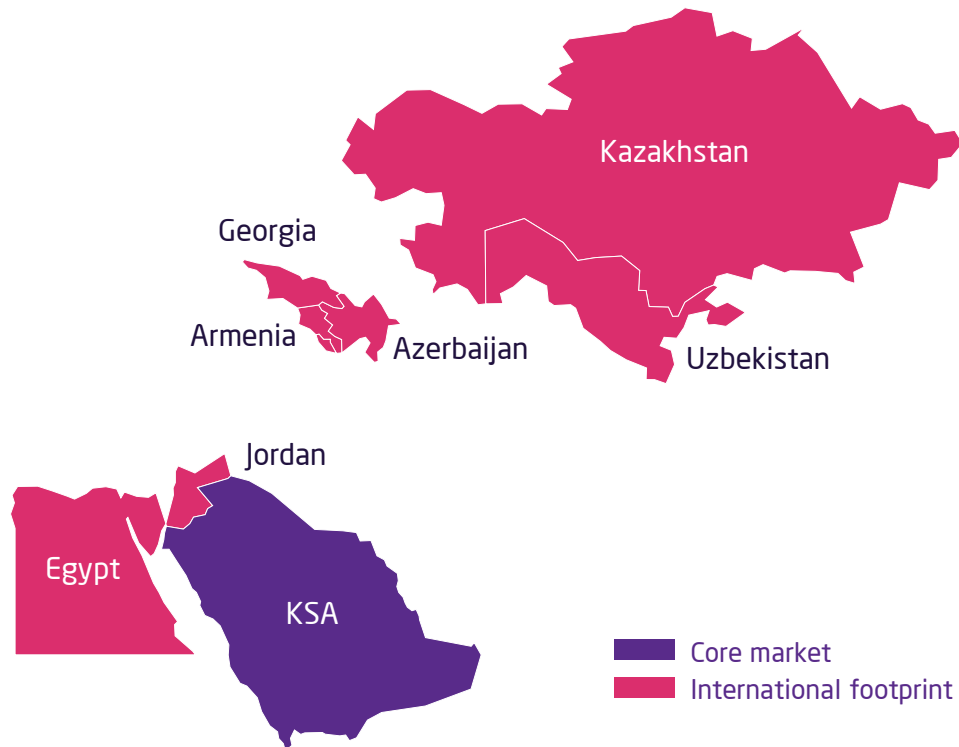 Kazakhstan
Georgia
Armenia
Azerbaijan
Uzbekistan
Jordan
Egypt
KSA
Core market
International footprint